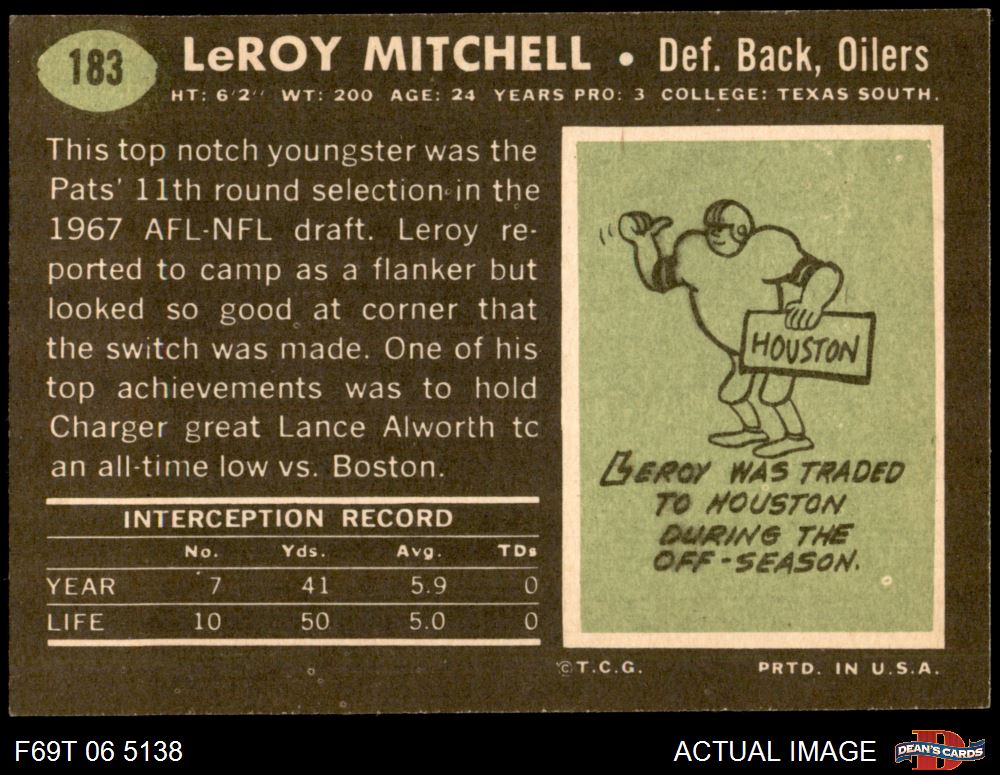 183
LeROY MITCHELL • Def. Back, Oilers
HT: 6'2" WT: 200 AGE: 24 YEARS PRO: 3 COLLEGE: TEXAS SOUTH.
This top notch youngster was the
Pats' 11th round selection in the
1967 AFL-NFL draft. Leroy re-
ported to camp as a flanker but
looked so good at corner that
the switch was made. One of his
top achievements was to hold
Charger great Lance Alworth tc
an all-time low vs. Boston.
INTERCEPTION RECORD
No. Yds. Avg. TDs
YEAR 7 41 5.9 0
LIFE 10 50 5.0 0
HOUSTON
LEROY WAS TRADED
TO HOUSTON
DURING THE
OFF-SEASON.
©T.C.G. PRTD. IN U.S.A.
F69T 06 5138
ACTUAL IMAGE
D
DEAN'S CARDS